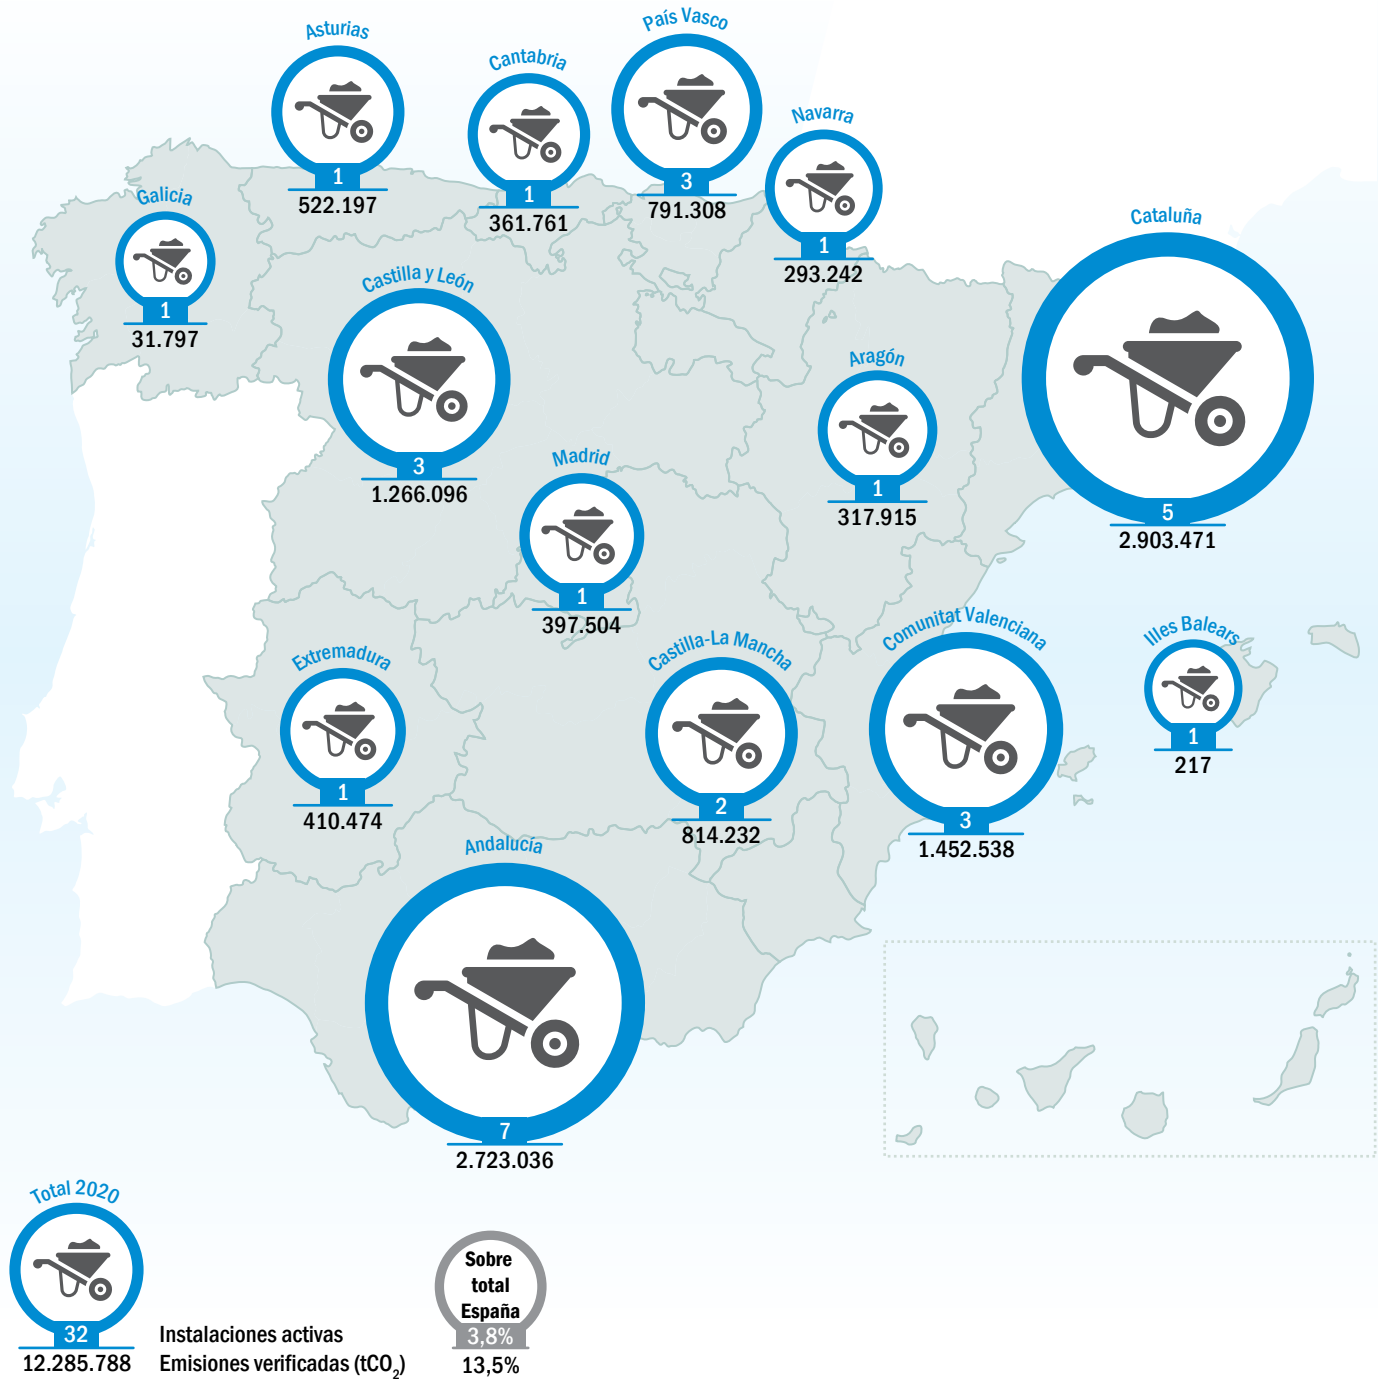 Asturias
1
522.197
Cantabria
1
361.761
País Vasco
3
791.308
Navarra
1
293.242
Galicia
1
31.797
Cataluña
5
2.903.471
Castilla y León
3
1.266.096
Aragón
1
317.915
Madrid
1
397.504
Comunitat Valenciana
3
1.452.538
Illes Balears
1
217
Extremadura
1
410.474
Castilla-La Mancha
2
814.232
Andalucía
7
2.723.036
Total 2020
32
12.285.788
Instalaciones activas
Emisiones verificadas (tCO₂)
Sobre
total
España
3,8%
13,5%